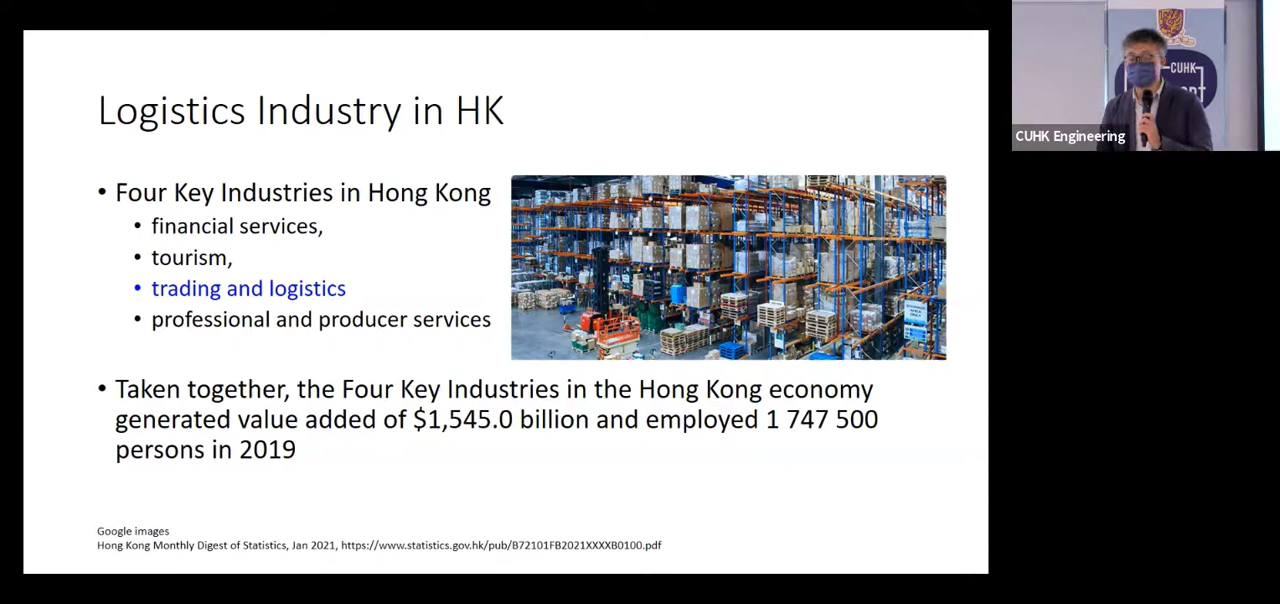 Logistics Industry in HK
• Four Key Industries in Hong Kong
• financial services,
• tourism,
• trading and logistics
• professional and producer services
• Taken together, the Four Key Industries in the Hong Kong economy
generated value added of $1,545.0 billion and employed 1 747 500
persons in 2019
Google images
Hong Kong Monthly Digest of Statistics, Jan 2021, https://www.statistics.gov.hk/pub/B72101FB2021XXXXB0100.pdf
CUHK
CUHK Engineering